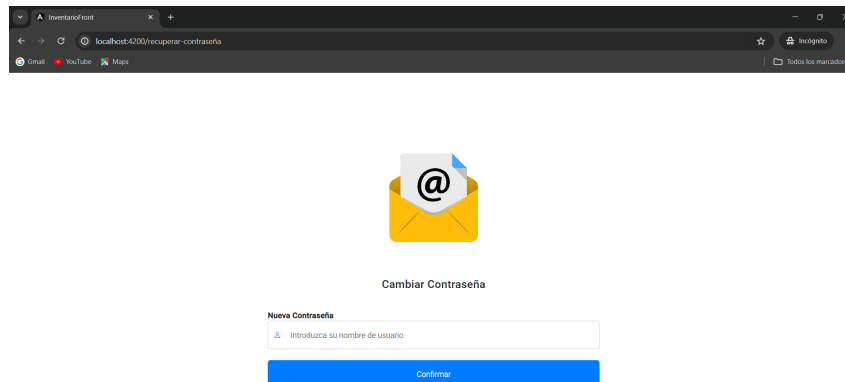 InventarioFront
localhost:4200/recuperar-contraseña
Incógnito
Gmail YouTube Maps
Todos los marcadore
@
Cambiar Contraseña
Nueva Contraseña
Introduzca su nombre de usuario
Confirmar